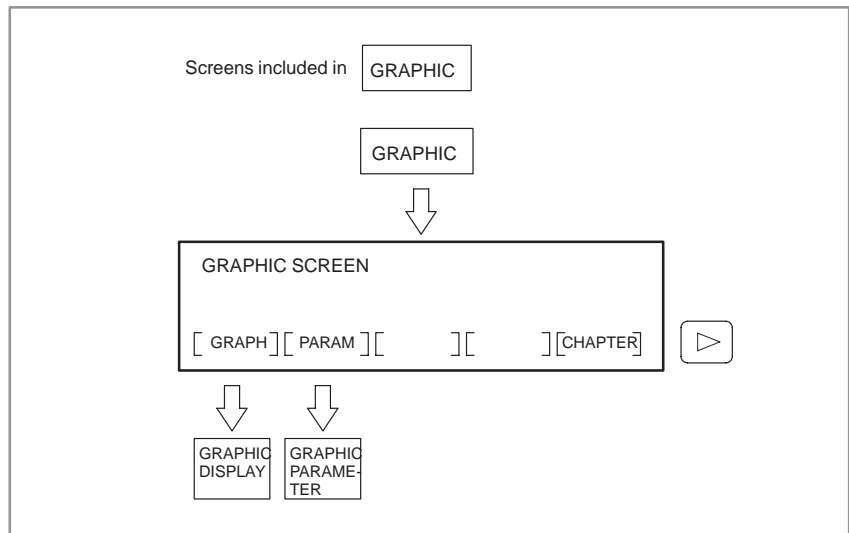 Screens included in GRAPHIC
GRAPHIC
GRAPHIC SCREEN
[ GRAPH ] [ PARAM ] [ ] [ ] [CHAPTER]
GRAPHIC
DISPLAY
GRAPHIC
PARAME-
TER